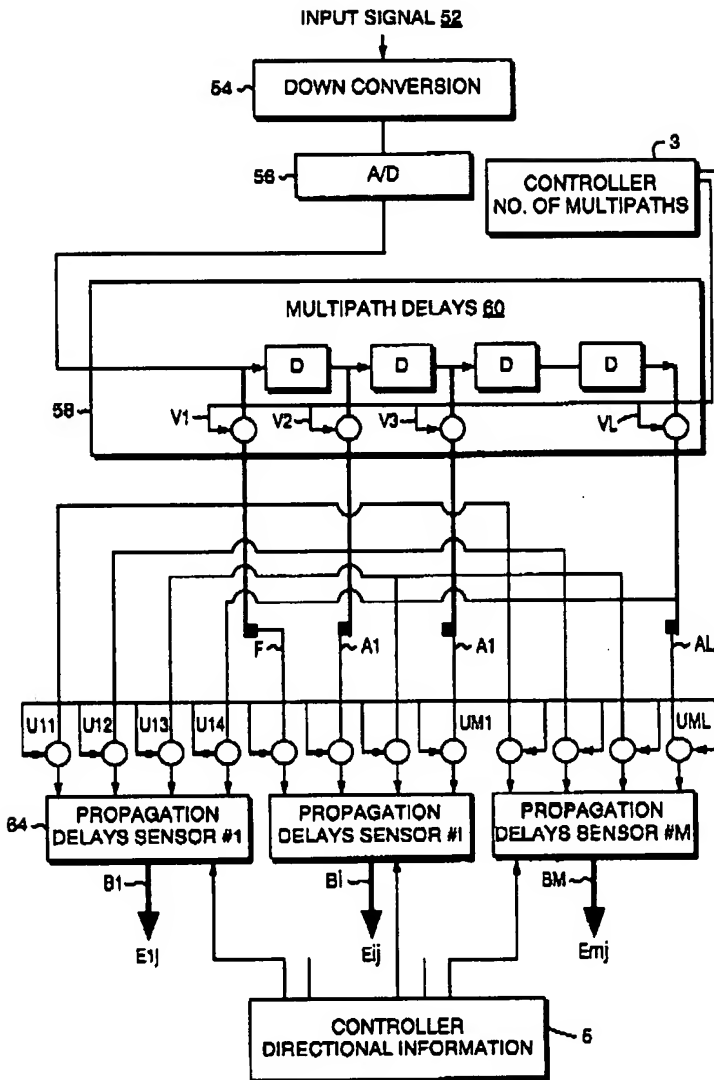 INPUT SIGNAL 52
54
DOWN CONVERSION
56
A/D
3
CONTROLLER
NO. OF MULTIPATHS
MULTIPATH DELAYS 60
D D D D
58
V1 V2 V3 VL
F A1 A1 AL
U11 U12 U13 U14 UM1 UML
64
PROPAGATION
DELAYS SENSOR #1
PROPAGATION
DELAYS SENSOR #I
PROPAGATION
DELAYS SENSOR #M
B1 Bi BM
E1j Eij Emj
CONTROLLER
DIRECTIONAL INFORMATION
5